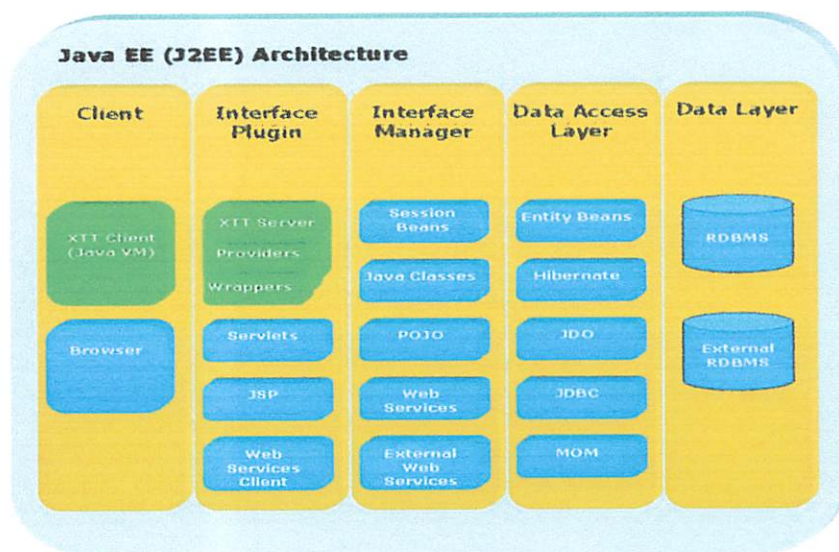 Java EE (J2EE) Architecture
Client
XTT Client
(Java VM)
Browser
Interface
Plugin
XTT Server
Providers
Wrappers
Servlets
JSP
Web
Services
Client
Interface
Manager
Session
Beans
Java Classes
POJO
Web
Services
External
Web
Services
Data Access
Layer
Entity Beans
Hibernate
JDO
JDBC
MOM
Data Layer
RDBMS
External
RDBMS